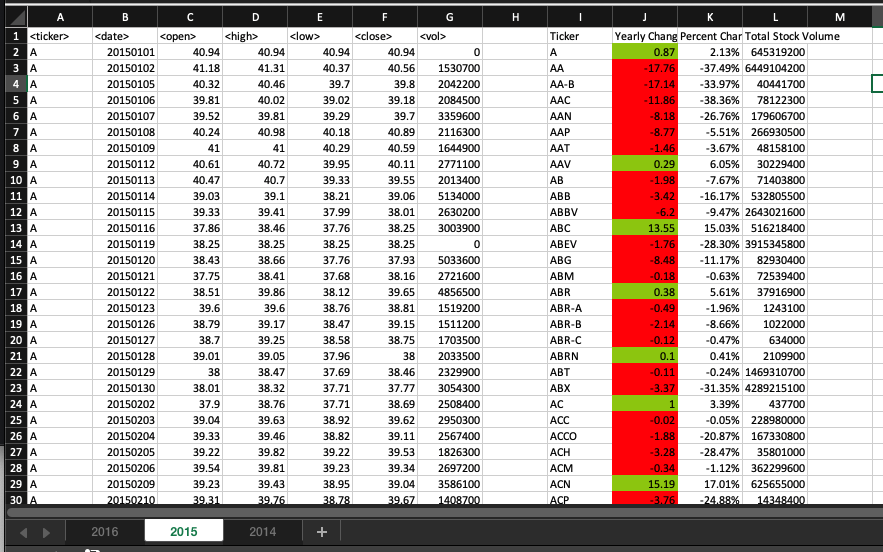 A B C D E F G H I J K L M
1 <ticker> <date> <open> <high> <low> <close> <vol> Ticker Yearly Chang Percent Char Total Stock Volume
2 A 20150101 40.94 40.94 40.94 40.94 0 A 0.87 2.13% 645319200
3 A 20150102 41.18 41.31 40.37 40.56 1530700 AA -17.76 -37.49% 6449104200
4 A 20150105 40.32 40.46 39.7 39.8 2042200 AA-B -17.14 -33.97% 40441700
5 A 20150106 39.81 40.02 39.02 39.18 2084500 AAC -11.86 -38.36% 78122300
6 A 20150107 39.52 39.81 39.29 39.7 3359600 AAN -8.18 -26.76% 179606700
7 A 20150108 40.24 40.98 40.18 40.89 2116300 AAP -8.77 -5.51% 266930500
8 A 20150109 41 41 40.29 40.59 1644900 AAT -1.46 -3.67% 48158100
9 A 20150112 40.61 40.72 39.95 40.11 2771100 AAV 0.29 6.05% 30229400
10 A 20150113 40.47 40.7 39.33 39.55 2013400 AB -1.98 -7.67% 71403800
11 A 20150114 39.03 39.1 38.21 39.06 5134000 ABB -3.42 -16.17% 532805500
12 A 20150115 39.33 39.41 37.99 38.01 2630200 ABBV -6.2 -9.47% 2643021600
13 A 20150116 37.86 38.46 37.76 38.25 3003900 ABC 13.55 15.03% 516218400
14 A 20150119 38.25 38.25 38.25 38.25 0 ABEV -1.76 -28.30% 3915345800
15 A 20150120 38.43 38.66 37.76 37.93 5033600 ABG -8.48 -11.17% 82930400
16 A 20150121 37.75 38.41 37.68 38.16 2721600 ABM -0.18 -0.63% 72539400
17 A 20150122 38.51 39.86 38.12 39.65 4856500 ABR 0.38 5.61% 37916900
18 A 20150123 39.6 39.6 38.76 38.81 1519200 ABR-A -0.49 -1.96% 1243100
19 A 20150126 38.79 39.17 38.47 39.15 1511200 ABR-B -2.14 -8.66% 1022000
20 A 20150127 38.7 39.25 38.58 38.75 1703500 ABR-C -0.12 -0.47% 634000
21 A 20150128 39.01 39.05 37.96 38 2033500 ABRN 0.1 0.41% 2109900
22 A 20150129 38 38.47 37.69 38.46 2329900 ABT -0.11 -0.24% 1469310700
23 A 20150130 38.01 38.32 37.71 37.77 3054300 ABX -3.37 -31.35% 4289215100
24 A 20150202 37.9 38.76 37.71 38.69 2508400 AC 1 3.39% 437700
25 A 20150203 39.04 39.63 38.92 39.62 2950300 ACC -0.02 -0.05% 228980000
26 A 20150204 39.33 39.46 38.82 39.11 2567400 ACCO -1.88 -20.87% 167330800
27 A 20150205 39.22 39.82 39.22 39.53 1826300 ACH -3.28 -28.47% 35801000
28 A 20150206 39.54 39.81 39.23 39.34 2697200 ACM -0.34 -1.12% 362299600
29 A 20150209 39.23 39.43 38.95 39.04 3586100 ACN 15.19 17.01% 625655000
30 A 20150210 39.31 39.76 38.78 39.67 1408700 ACP -3.76 -24.88% 14348400
2016 2015 2014 +